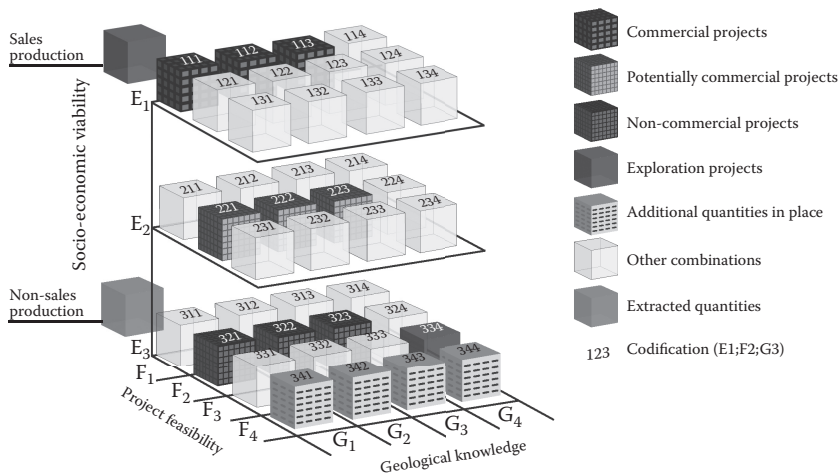 Sales
production
Socio-economic viability
Non-sales
production
E1
E2
E3
111
112
113
114
121
122
123
124
131
132
133
134
211
212
213
214
221
222
223
224
231
232
233
234
311
312
313
314
321
322
323
324
331
332
333
334
341
342
343
344
F1
F2
F3
F4
Project feasibility
G1
G2
G3
G4
Geological knowledge
Commercial projects
Potentially commercial projects
Non-commercial projects
Exploration projects
Additional quantities in place
Other combinations
Extracted quantities
123 Codification (E1;F2;G3)